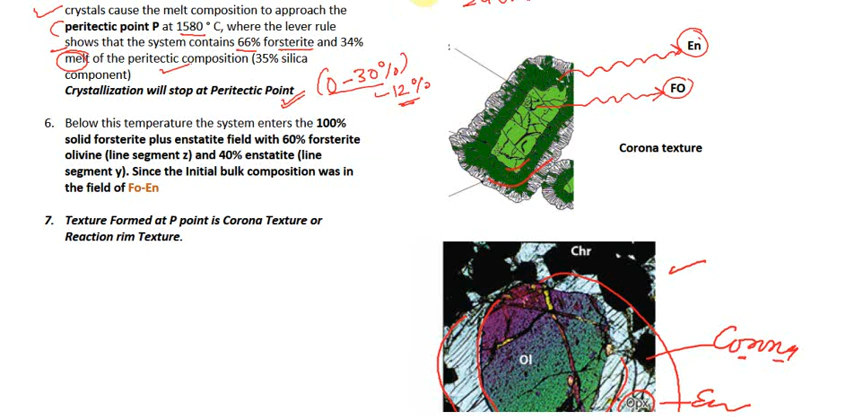 crystals cause the melt composition to approach the
peritectic point P at 1580 ° C, where the lever rule
shows that the system contains 66% forsterite and 34%
melt of the peritectic composition (35% silica
component)
Crystallization will stop at Peritectic Point
(0-30%)
12%
6. Below this temperature the system enters the 100%
solid forsterite plus enstatite field with 60% forsterite
olivine (line segment z) and 40% enstatite (line
segment y). Since the Initial bulk composition was in
the field of Fo-En
7. Texture Formed at P point is Corona Texture or
Reaction rim Texture.
En
FO
Corona texture
Chr
Ol
Opx
Corona
En